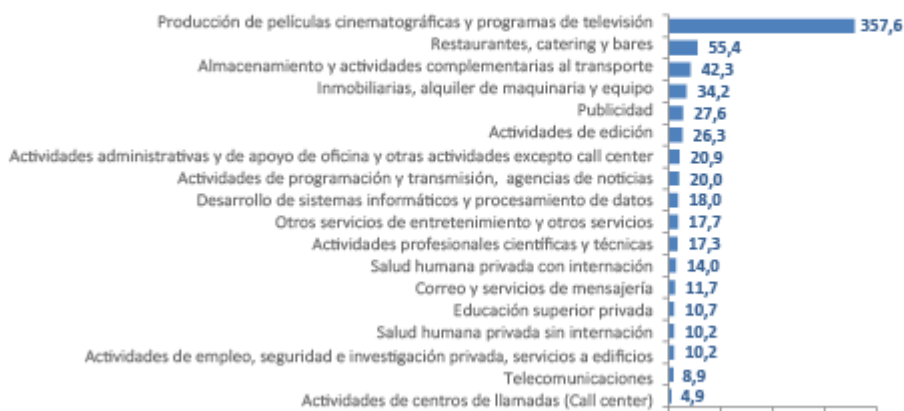 Producción de películas cinematográficas y programas de televisión 357,6
Restaurantes, catering y bares 55,4
Almacenamiento y actividades complementarias al transporte 42,3
Inmobiliarias, alquiler de maquinaria y equipo 34,2
Publicidad 27,6
Actividades de edición 26,3
Actividades administrativas y de apoyo de oficina y otras actividades excepto call center 20,9
Actividades de programación y transmisión, agencias de noticias 20,0
Desarrollo de sistemas informáticos y procesamiento de datos 18,0
Otros servicios de entretenimiento y otros servicios 17,7
Actividades profesionales científicas y técnicas 17,3
Salud humana privada con internación 14,0
Correo y servicios de mensajería 11,7
Educación superior privada 10,7
Salud humana privada sin internación 10,2
Actividades de empleo, seguridad e investigación privada, servicios a edificios 10,2
Telecomunicaciones 8,9
Actividades de centros de llamadas (Call center) 4,9